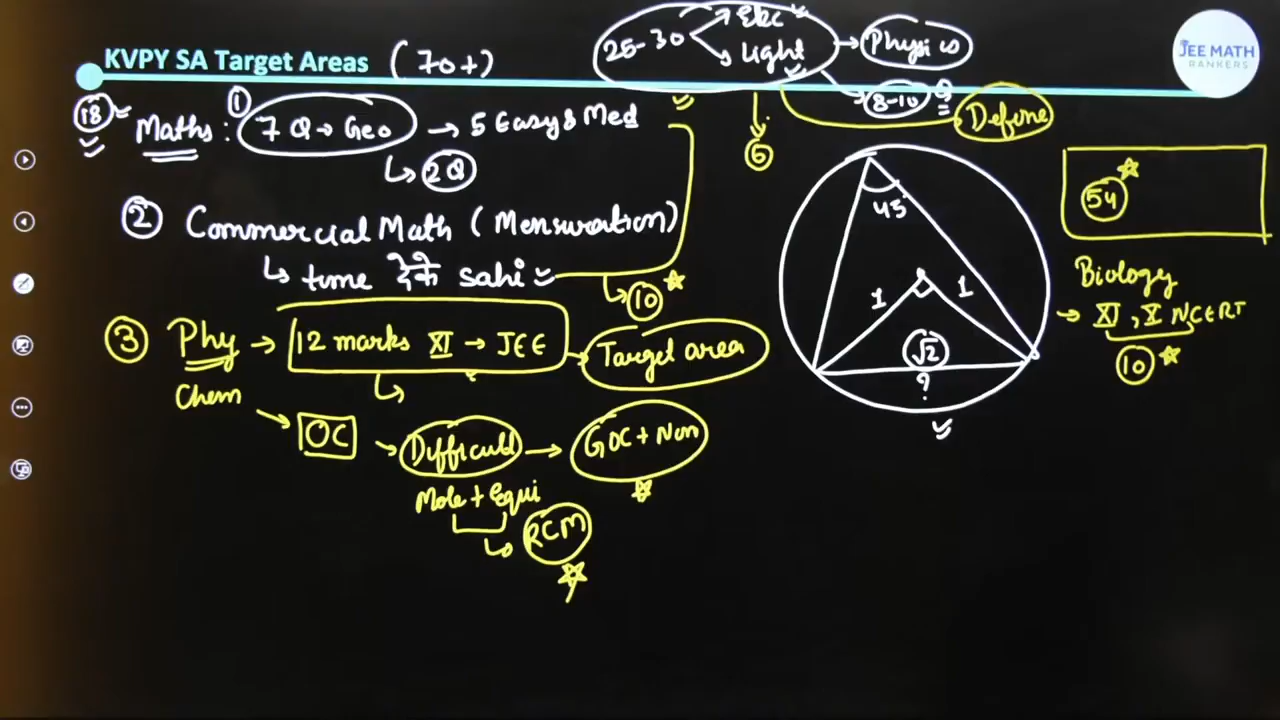 KVPY SA Target Areas (70+)
25-30
Elec
Light
Physics
8-10 Q
Define
6
JEE MATH
RANKERS
18
Maths: ① 7 Q → Geo → 5 Easy & Med
2Q
② Commercial Math (Mensuration)
time देके sahi
10
③ Phy → 12 marks XI → JEE
Target area
Chem
OC
Difficult → GOC + Nom
Mole + Equi
RCM
45
1
1
√2
?
54
Biology
→ XI, X NCERT
10